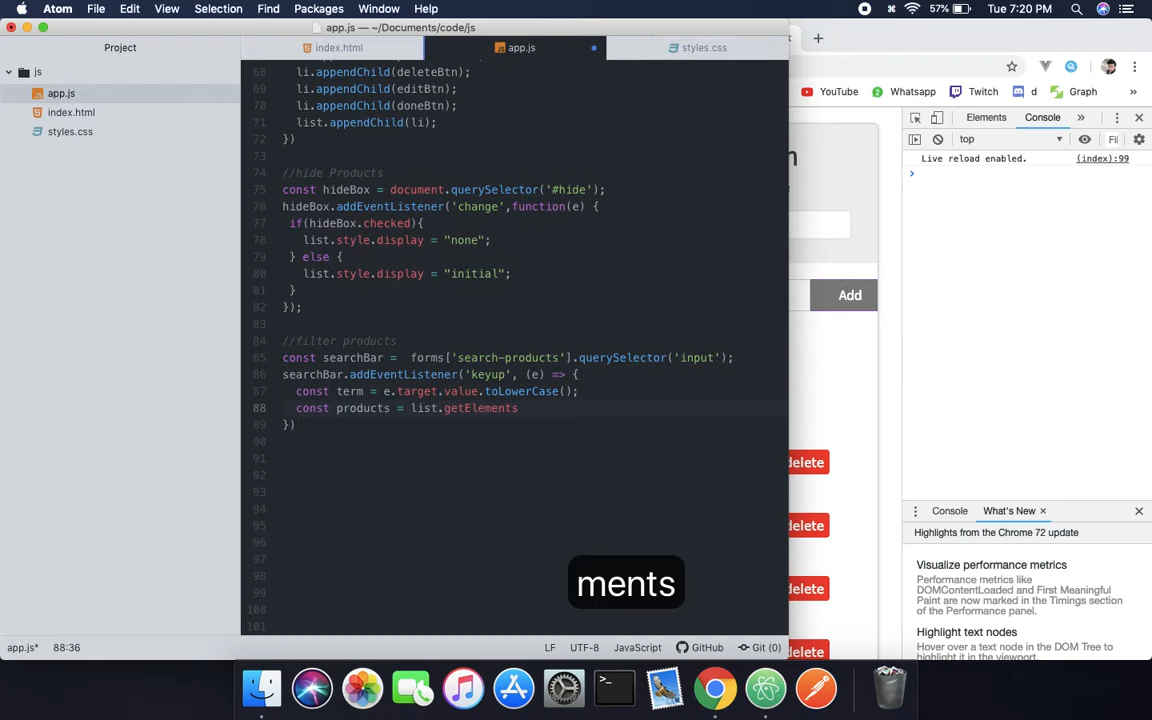 Atom File Edit View Selection Find Packages Window Help 57% Tue 7:20 PM
app.js — ~/Documents/code/js
Project index.html app.js styles.css
js
app.js
index.html
styles.css
68 li.appendChild(deleteBtn);
69 li.appendChild(editBtn);
70 li.appendChild(doneBtn);
71 list.appendChild(li);
72 })
73
74 //hide Products
75 const hideBox = document.querySelector('#hide');
76 hideBox.addEventListener('change',function(e) {
77 if(hideBox.checked){
78 list.style.display = "none";
79 } else {
80 list.style.display = "initial";
81 }
82 });
83
84 //filter products
85 const searchBar = forms['search-products'].querySelector('input');
86 searchBar.addEventListener('keyup', (e) => {
87 const term = e.target.value.toLowerCase();
88 const products = list.getElements
89 })
90
91
92
93
94
95
96
97
98
99
100
101
ments
app.js* 88:36 LF UTF-8 JavaScript GitHub Git (0)
YouTube Whatsapp Twitch d Graph »
Elements Console »
top Fil
Live reload enabled. (index):99
>
n
Add
delete
delete
delete
delete
Console What's New ×
Highlights from the Chrome 72 update
Visualize performance metrics
Performance metrics like
DOMContentLoaded and First Meaningful
Paint are now marked in the Timings section
of the Performance panel.
Highlight text nodes
Hover over a text node in the DOM Tree to
highlight it in the viewport.